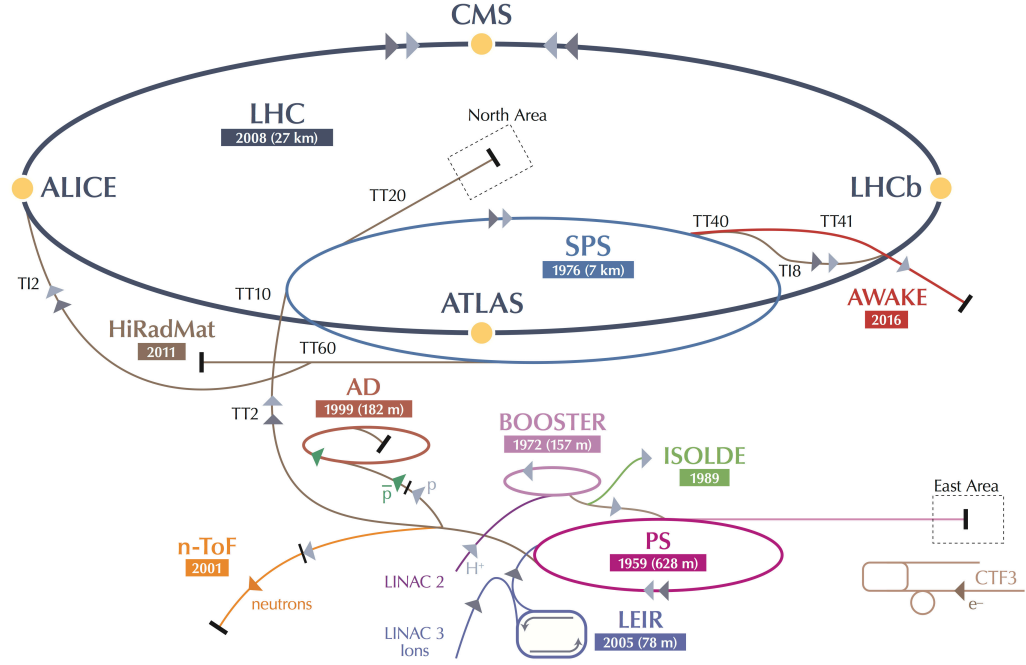 CMS
LHC
2008 (27 km)
North Area
ALICE
LHCb
TT20
TT40
TT41
SPS
1976 (7 km)
TI8
TI2
TT10
ATLAS
AWAKE
2016
HiRadMat
2011
TT60
AD
1999 (182 m)
TT2
BOOSTER
1972 (157 m)
ISOLDE
1989
p̅
p
East Area
n-ToF
2001
PS
1959 (628 m)
H⁺
LINAC 2
neutrons
CTF3
e–
LEIR
2005 (78 m)
LINAC 3
Ions